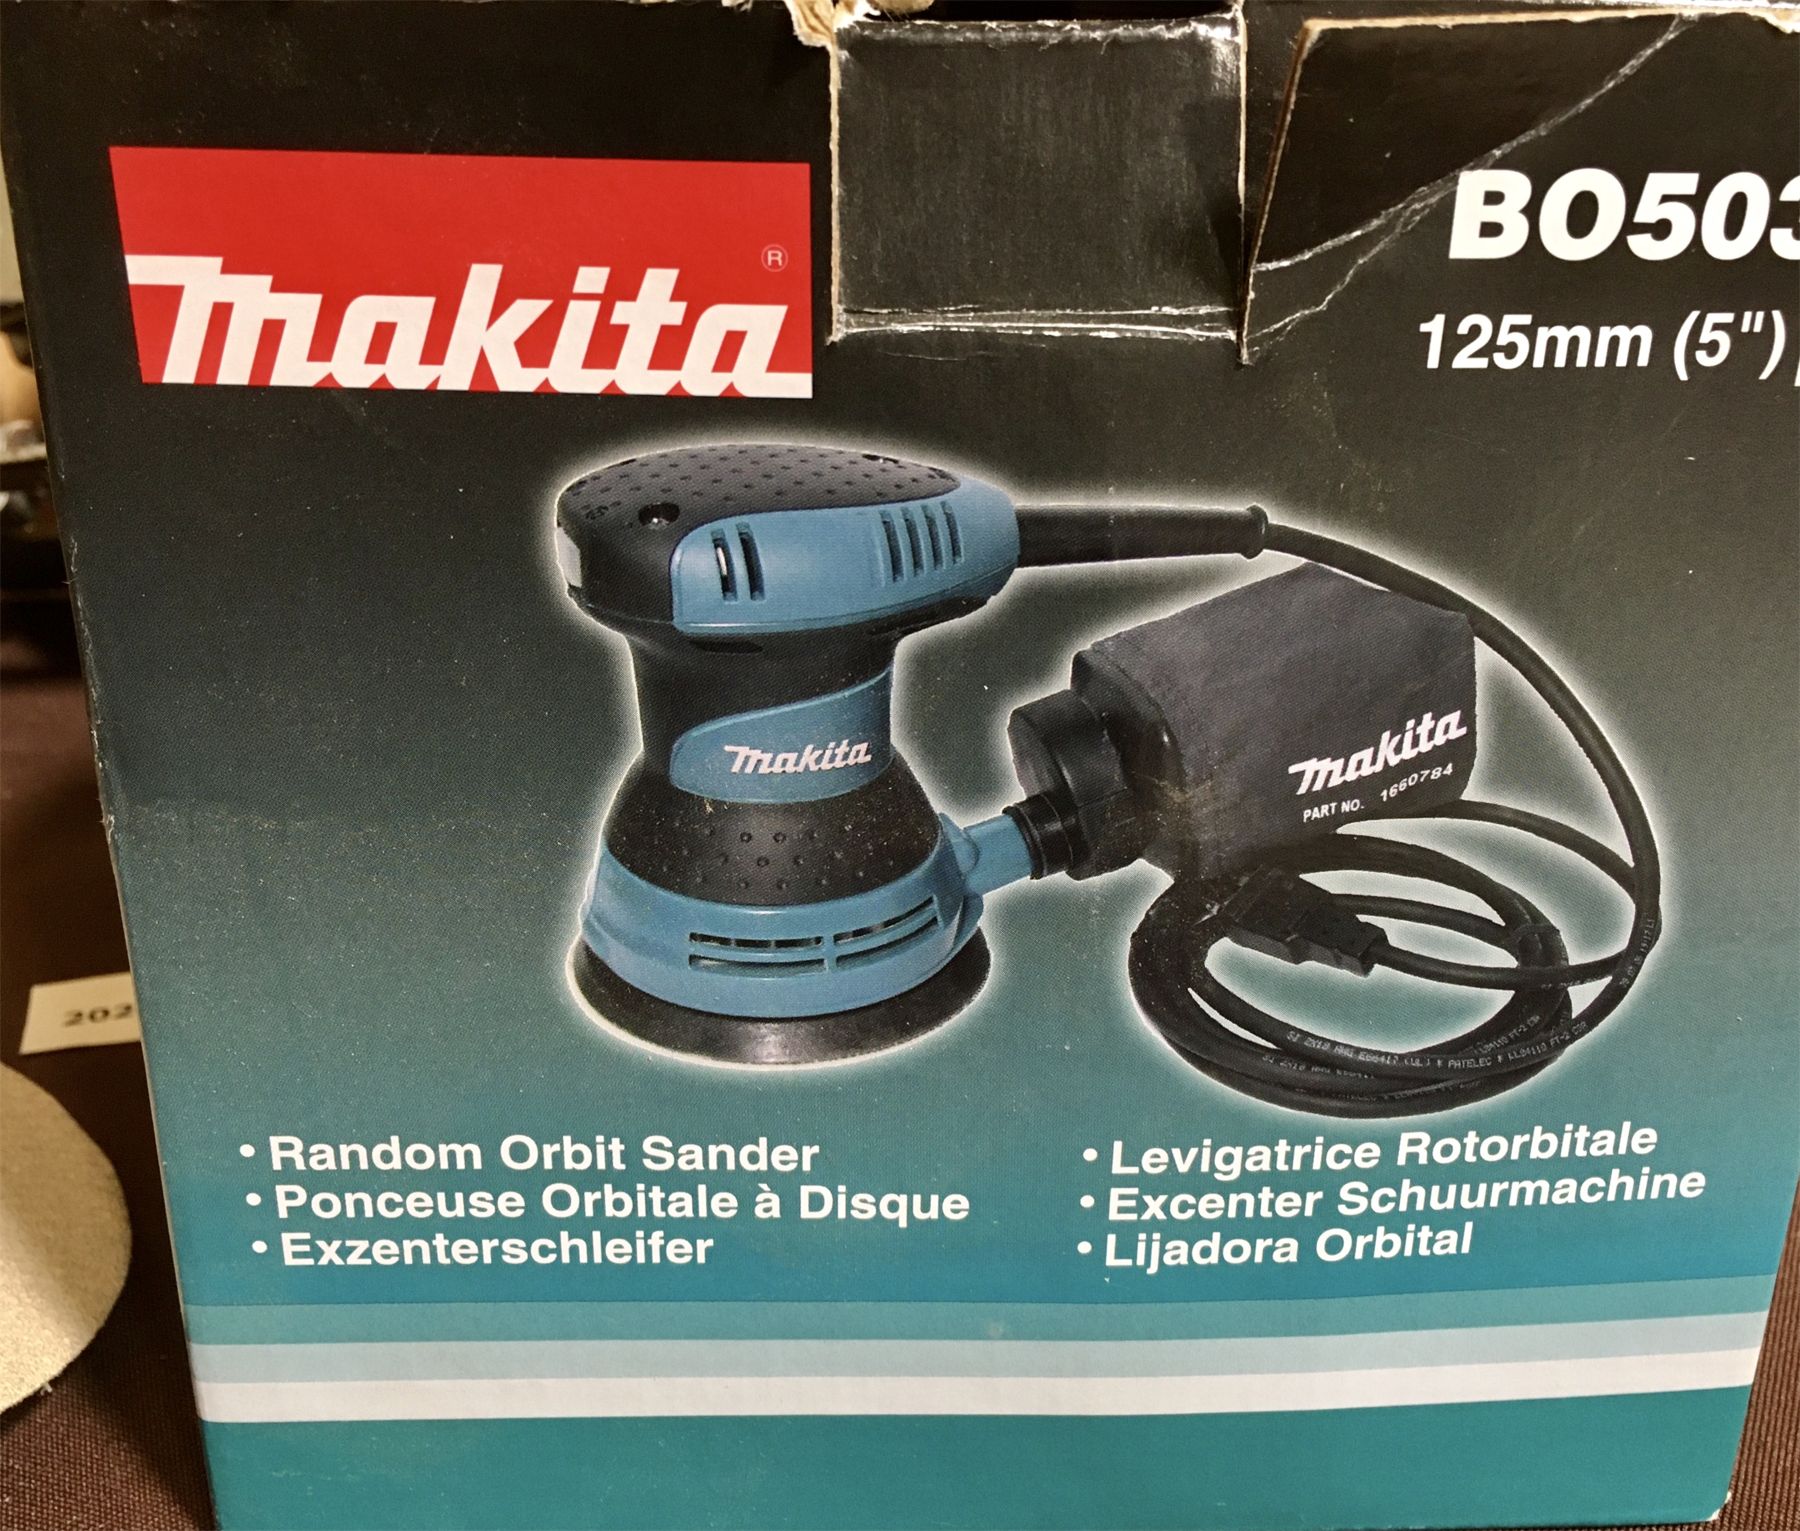 makita ®
BO503
125mm (5")
makita
makita
PART NO. 1660784
• Random Orbit Sander
• Ponceuse Orbitale à Disque
• Exzenterschleifer
• Levigatrice Rotorbitale
• Excenter Schuurmachine
• Lijadora Orbital
202